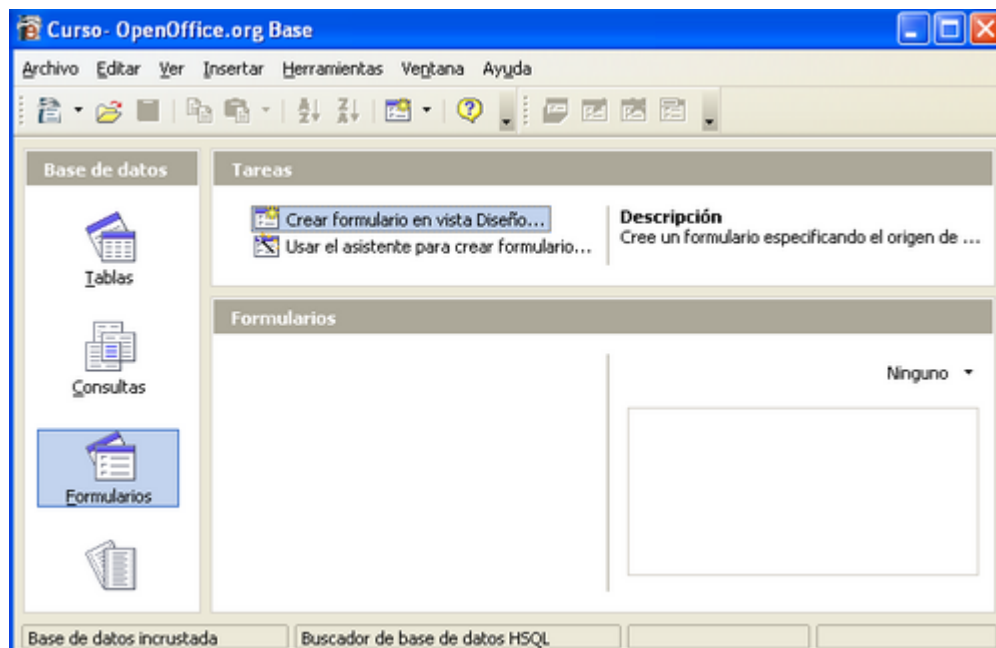 Curso- OpenOffice.org Base
Archivo Editar Ver Insertar Herramientas Ventana Ayuda
Base de datos
Tareas
Crear formulario en vista Diseño...
Usar el asistente para crear formulario...
Descripción
Cree un formulario especificando el origen de ...
Tablas
Consultas
Formularios
Formularios
Ninguno
Base de datos incrustada
Buscador de base de datos HSQL